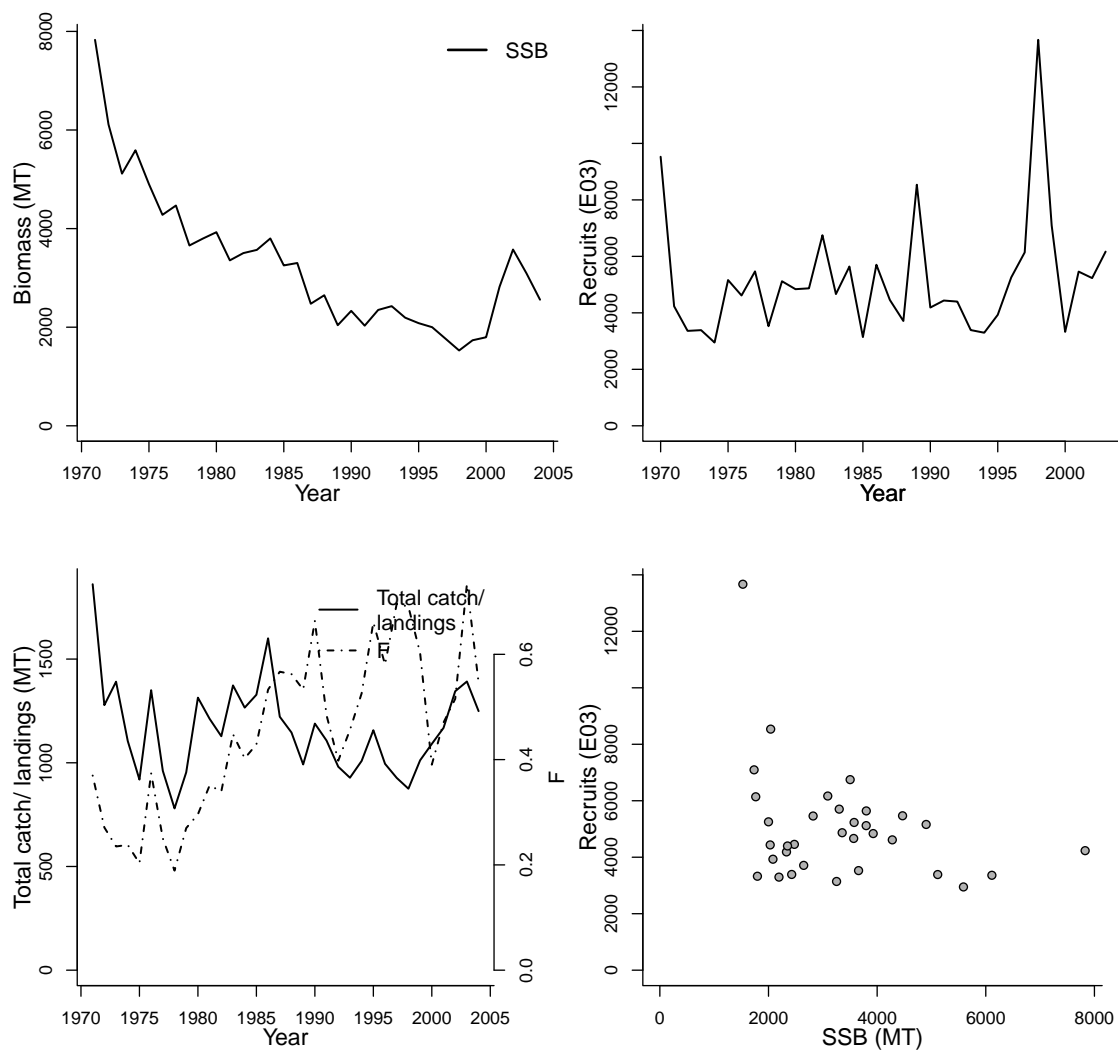 8000
6000
4000
2000
0
Biomass (MT)
SSB
1970 1975 1980 1985 1990 1995 2000 2005
Year
12000
8000
6000
4000
2000
0
Recruits (E03)
1970 1975 1980 1985 1990 1995 2000
Year
1500
1000
500
0
Total catch/ landings (MT)
Total catch/
landings
F
0.6
0.4
0.2
0.0
F
1970 1975 1980 1985 1990 1995 2000 2005
Year
12000
8000
6000
4000
2000
0
Recruits (E03)
0 2000 4000 6000 8000
SSB (MT)